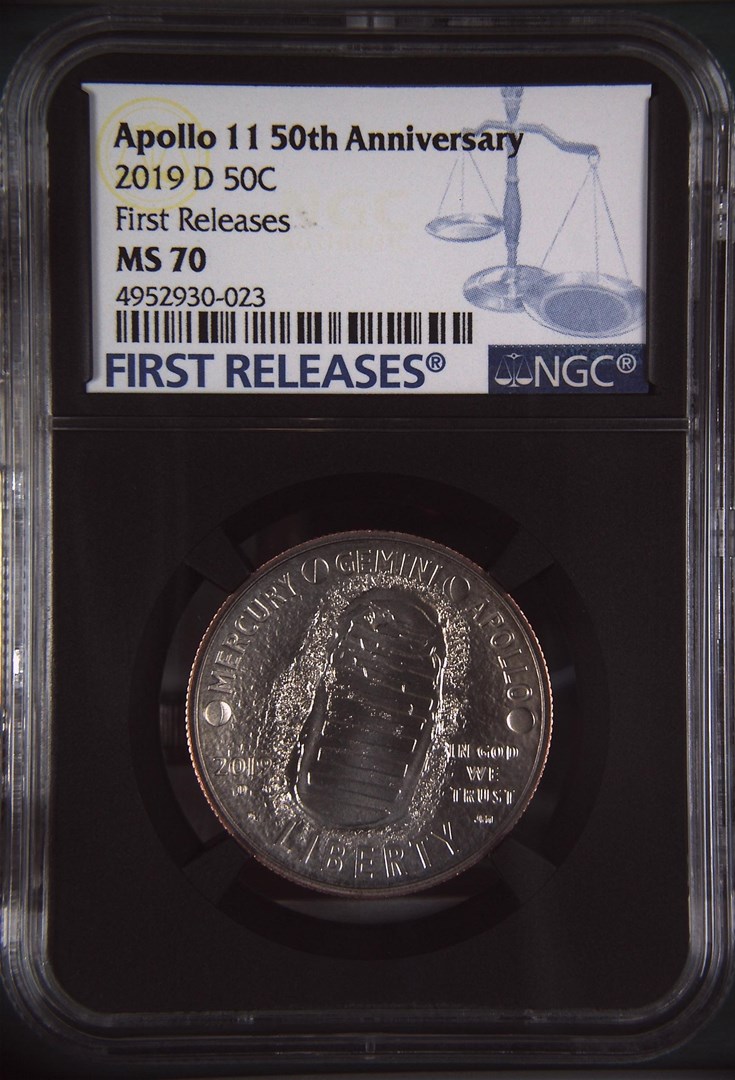 Apollo 11 50th Anniversary
2019 D 50C
First Releases
MS 70
4952930-023
FIRST RELEASES®
NGC®
MERCURY GEMINI APOLLO
2019
IN GOD
WE
TRUST
LIBERTY